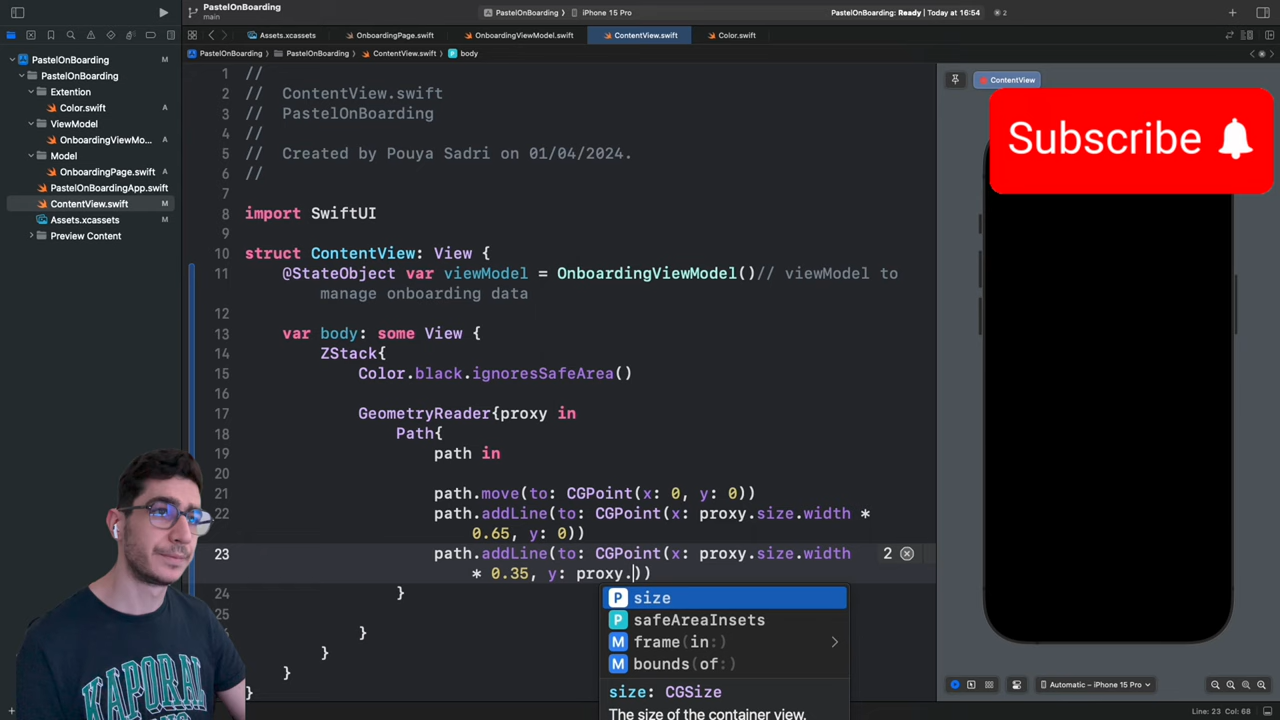 PastelOnBoarding
main
PastelOnBoarding
iPhone 15 Pro
PastelOnBoarding: Ready | Today at 16:54
2
Assets.xcassets
OnboardingPage.swift
OnboardingViewModel.swift
ContentView.swift
Color.swift
PastelOnBoarding
PastelOnBoarding
ContentView.swift
body
PastelOnBoarding M
PastelOnBoarding
Extention
Color.swift A
ViewModel
OnboardingViewMo... A
Model
OnboardingPage.swift A
PastelOnBoardingApp.swift
ContentView.swift M
Assets.xcassets
Preview Content
1 //
2 // ContentView.swift
3 // PastelOnBoarding
4 //
5 // Created by Pouya Sadri on 01/04/2024.
6 //
7
8 import SwiftUI
9
10 struct ContentView: View {
11 @StateObject var viewModel = OnboardingViewModel()// viewModel to
manage onboarding data
12
13 var body: some View {
14 ZStack{
15 Color.black.ignoresSafeArea()
16
17 GeometryReader{proxy in
18 Path{
19 path in
20
21 path.move(to: CGPoint(x: 0, y: 0))
22 path.addLine(to: CGPoint(x: proxy.size.width *
0.65, y: 0))
23 path.addLine(to: CGPoint(x: proxy.size.width 2
* 0.35, y: proxy.))
24 }
25
}
}
}
}
P size
P safeAreaInsets
M frame(in:)
M bounds(of:)
size: CGSize
The size of the container view.
ContentView
Subscribe
KAPORAL
Automatic – iPhone 15 Pro
Line: 23 Col: 68